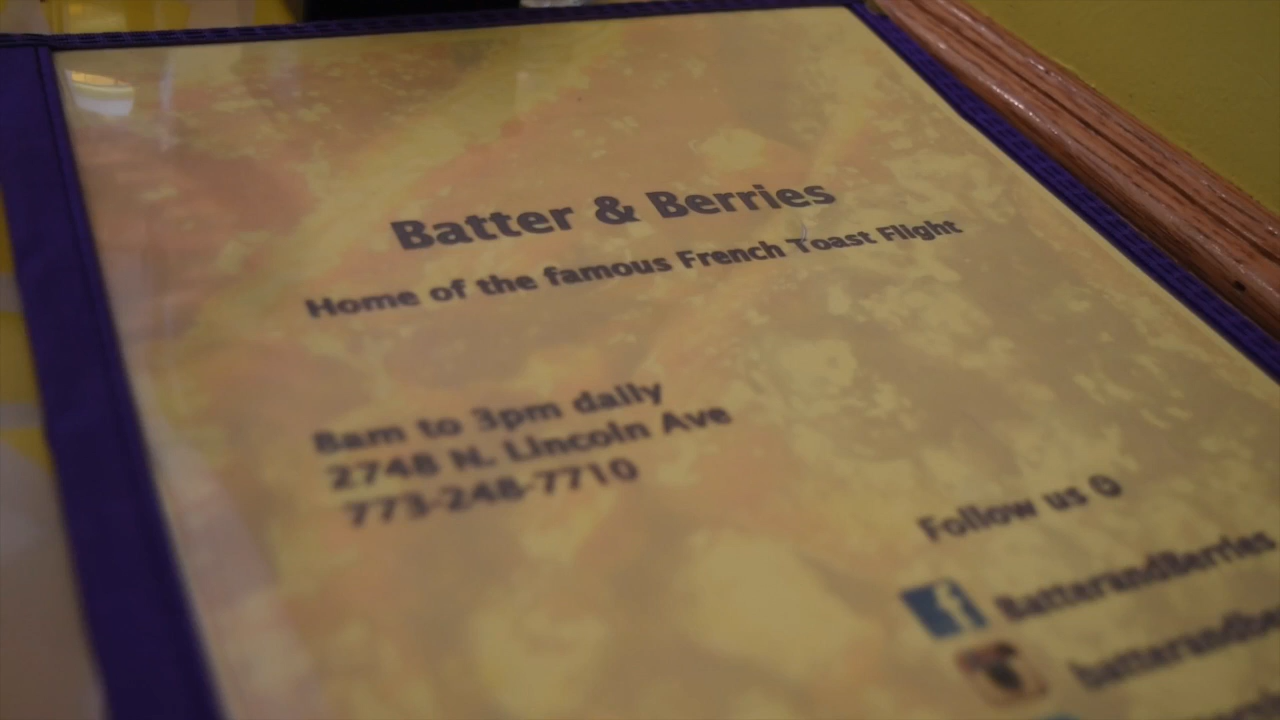 Batter & Berries
Home of the famous French Toast Flight
8am to 3pm daily
2748 N. Lincoln Ave
773-248-7710
Follow us ☺
BatterandBerries